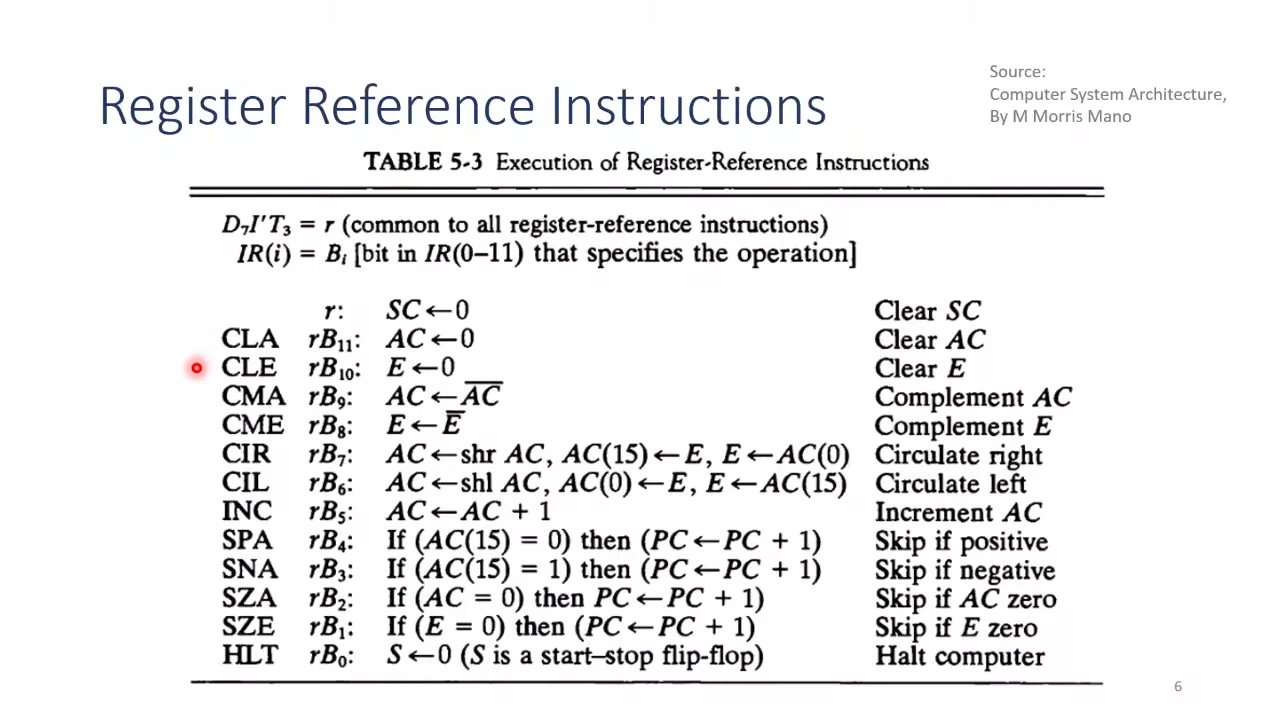 Register Reference Instructions
Source:
Computer System Architecture,
By M Morris Mano
TABLE 5-3 Execution of Register-Reference Instructions
D₇I'T₃ = r (common to all register-reference instructions)
IR(i) = Bᵢ [bit in IR(0–11) that specifies the operation]
r: SC ← 0 Clear SC
CLA rB₁₁: AC ← 0 Clear AC
CLE rB₁₀: E ← 0 Clear E
CMA rB₉: AC ← A̅C̅ Complement AC
CME rB₈: E ← E̅ Complement E
CIR rB₇: AC ← shr AC, AC(15) ← E, E ← AC(0) Circulate right
CIL rB₆: AC ← shl AC, AC(0) ← E, E ← AC(15) Circulate left
INC rB₅: AC ← AC + 1 Increment AC
SPA rB₄: If (AC(15) = 0) then (PC ← PC + 1) Skip if positive
SNA rB₃: If (AC(15) = 1) then (PC ← PC + 1) Skip if negative
SZA rB₂: If (AC = 0) then PC ← PC + 1) Skip if AC zero
SZE rB₁: If (E = 0) then (PC ← PC + 1) Skip if E zero
HLT rB₀: S ← 0 (S is a start–stop flip-flop) Halt computer
6